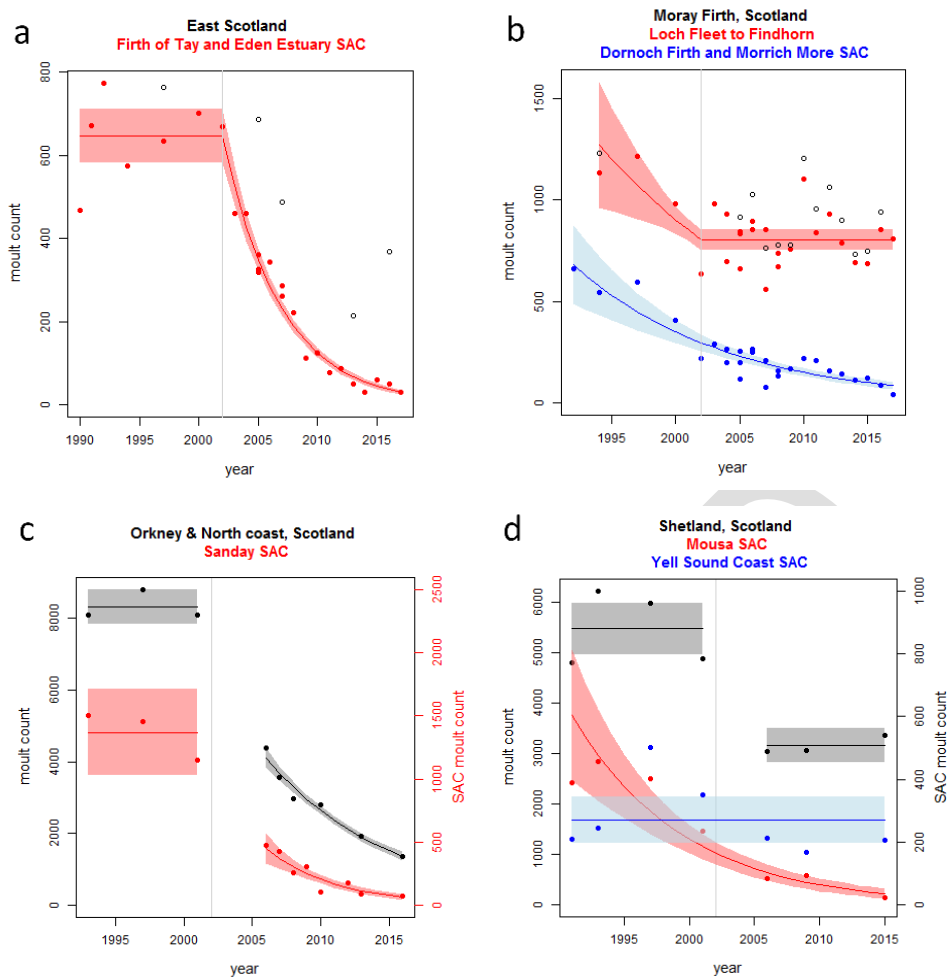 a
East Scotland
Firth of Tay and Eden Estuary SAC
moult count
0
200
400
600
800
1990
1995
2000
2005
2010
2015
year
b
Moray Firth, Scotland
Loch Fleet to Findhorn
Dornoch Firth and Morrich More SAC
moult count
0
500
1000
1500
1995
2000
2005
2010
2015
year
c
Orkney & North coast, Scotland
Sanday SAC
moult count
0
2000
4000
6000
8000
SAC moult count
0
500
1000
1500
2000
2500
1995
2000
2005
2010
2015
year
d
Shetland, Scotland
Mousa SAC
Yell Sound Coast SAC
moult count
0
1000
2000
3000
4000
5000
6000
SAC moult count
0
200
400
600
800
1000
1995
2000
2005
2010
2015
year